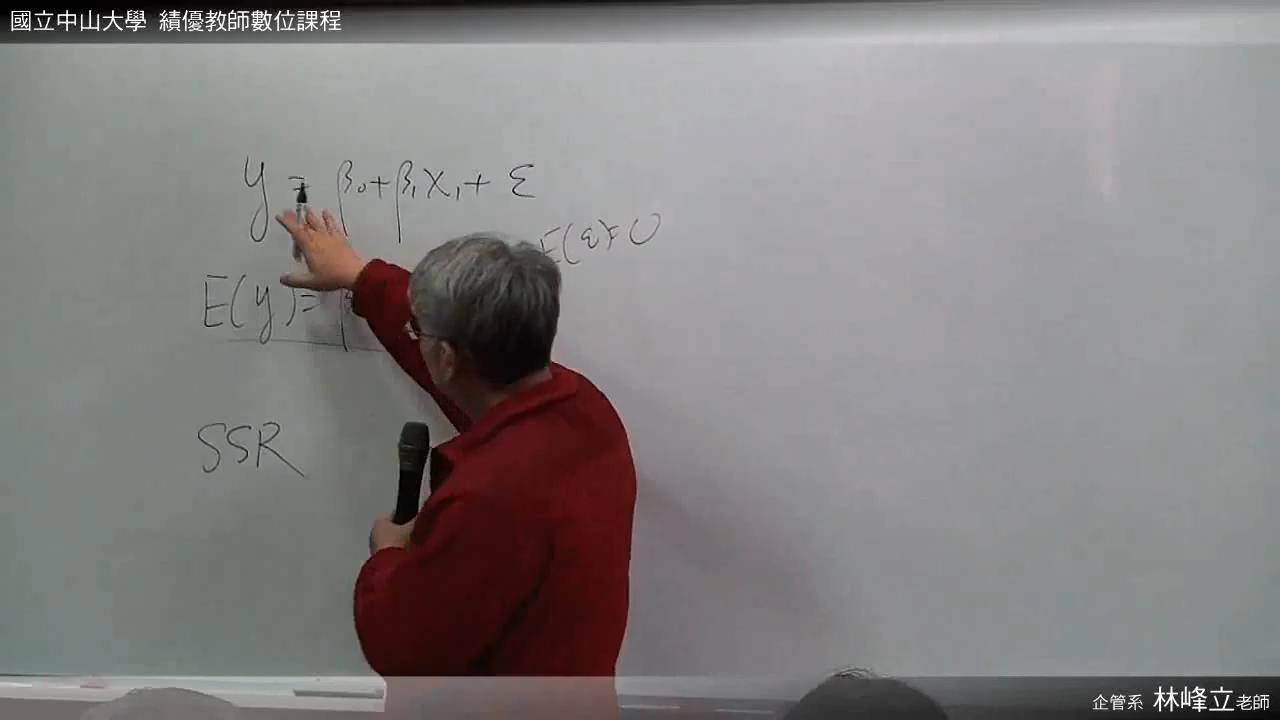 國立中山大學 績優教師數位課程
y = β₀ + β₁x₁ + ε
E(ε) = 0
E(y) = β
SSR
企管系 林峰立老師